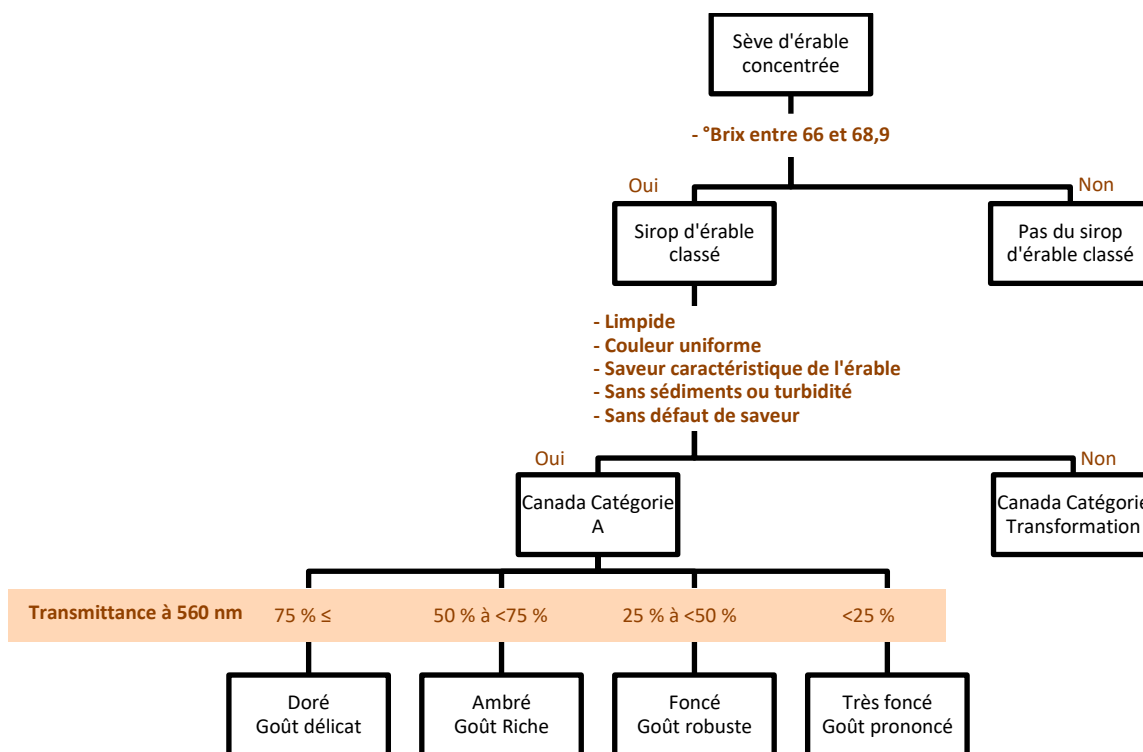 Sève d'érable
concentrée
- °Brix entre 66 et 68,9
Oui
Non
Sirop d'érable
classé
Pas du sirop
d'érable classé
- Limpide
- Couleur uniforme
- Saveur caractéristique de l'érable
- Sans sédiments ou turbidité
- Sans défaut de saveur
Oui
Non
Canada Catégorie
A
Canada Catégorie
Transformation
Transmittance à 560 nm
75 % ≤
50 % à <75 %
25 % à <50 %
<25 %
Doré
Goût délicat
Ambré
Goût Riche
Foncé
Goût robuste
Très foncé
Goût prononcé